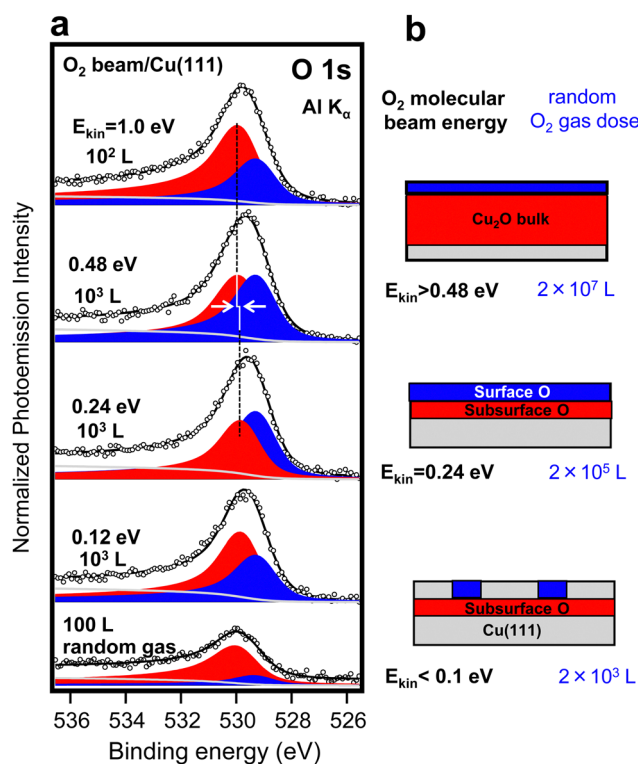 a
O₂ beam/Cu(111)
O 1s
Al Kα
Ekin=1.0 eV
10² L
0.48 eV
10³ L
0.24 eV
10³ L
0.12 eV
10³ L
100 L
random gas
Normalized Photoemission Intensity
536 534 532 530 528 526
Binding energy (eV)
b
O₂ molecular
beam energy
random
O₂ gas dose
Cu₂O bulk
Ekin>0.48 eV 2×10⁷ L
Surface O
Subsurface O
Ekin=0.24 eV 2×10⁵ L
Subsurface O
Cu(111)
Ekin< 0.1 eV 2×10³ L